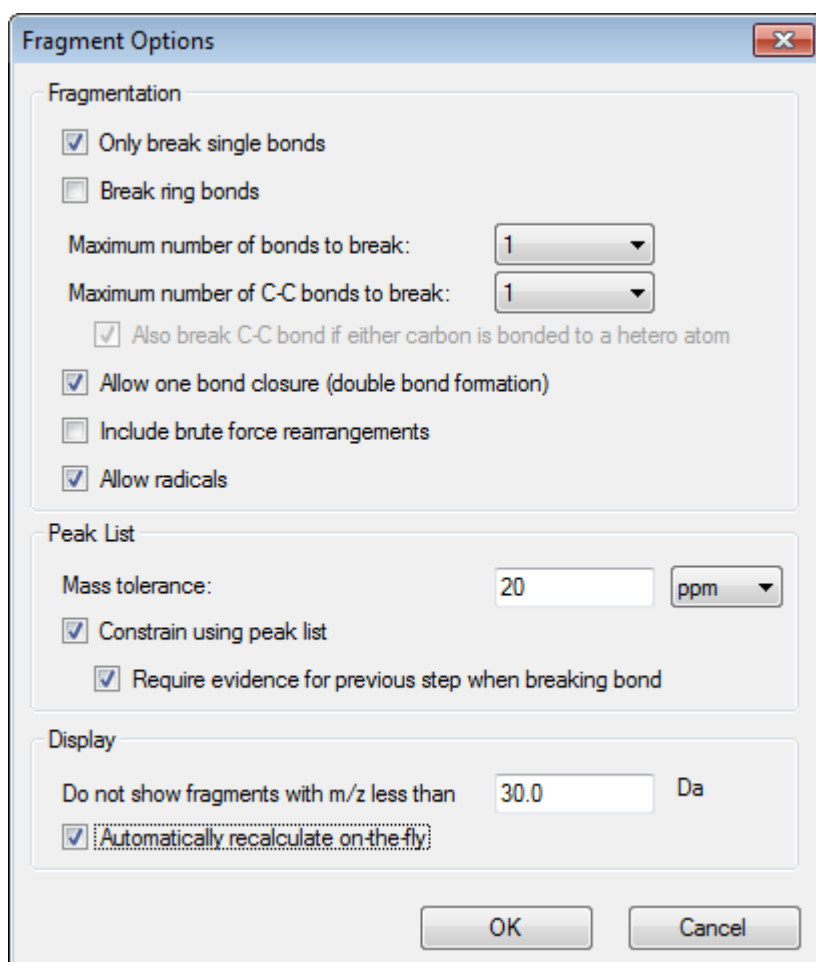 Fragment Options
Fragmentation
Only break single bonds
Break ring bonds
Maximum number of bonds to break: 1
Maximum number of C-C bonds to break: 1
Also break C-C bond if either carbon is bonded to a hetero atom
Allow one bond closure (double bond formation)
Include brute force rearrangements
Allow radicals
Peak List
Mass tolerance: 20 ppm
Constrain using peak list
Require evidence for previous step when breaking bond
Display
Do not show fragments with m/z less than 30.0 Da
Automatically recalculate on-the-fly
OK Cancel